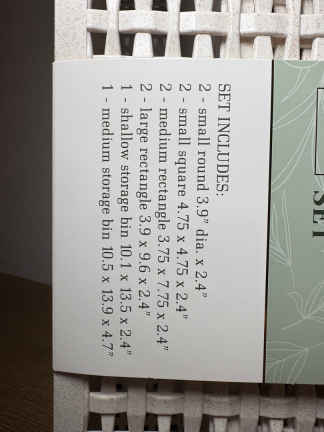 SET INCLUDES:
2 - small round 3.9" dia. x 2.4"
2 - small square 4.75 x 4.75 x 2.4"
2 - medium rectangle 3.75 x 7.75 x 2.4"
2 - large rectangle 3.9 x 9.6 x 2.4"
1 - shallow storage bin 10.1 x 13.5 x 2.4"
1 - medium storage bin 10.5 x 13.9 x 4.7"
SET